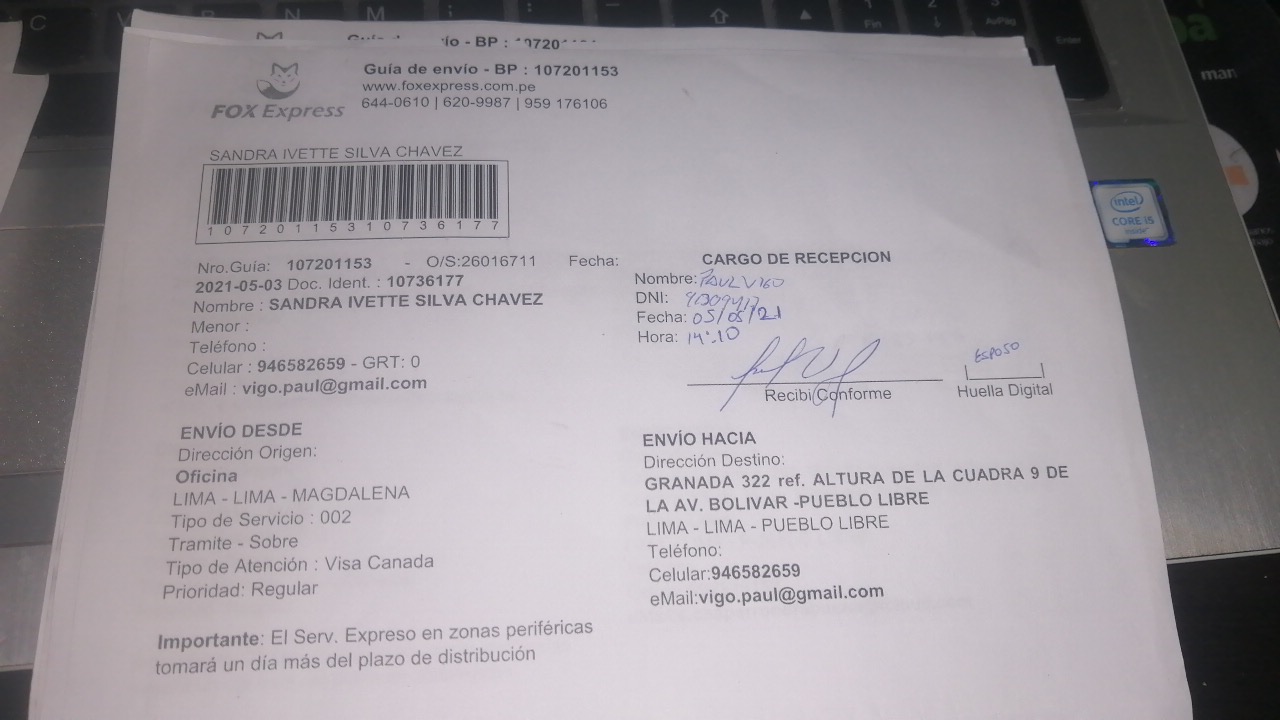 Guía de envío - BP : 107201153
www.foxexpress.com.pe
644-0610 | 620-9987 | 959 176106
FOX Express
SANDRA IVETTE SILVA CHAVEZ
10720115310736177
Nro.Guía: 107201153 - O/S:26016711 Fecha:
2021-05-03 Doc. Ident. : 10736177
Nombre : SANDRA IVETTE SILVA CHAVEZ
Menor :
Teléfono :
Celular : 946582659 - GRT: 0
eMail : vigo.paul@gmail.com
CARGO DE RECEPCION
Nombre: PAUL VIGO
DNI:
Fecha: 05/05/21
Hora: 14:10
ESPOSO
Recibi Conforme
Huella Digital
ENVÍO DESDE
Dirección Origen:
Oficina
LIMA - LIMA - MAGDALENA
Tipo de Servicio : 002
Tramite - Sobre
Tipo de Atención : Visa Canada
Prioridad: Regular
ENVÍO HACIA
Dirección Destino:
GRANADA 322 ref. ALTURA DE LA CUADRA 9 DE
LA AV. BOLIVAR -PUEBLO LIBRE
LIMA - LIMA - PUEBLO LIBRE
Teléfono:
Celular:946582659
eMail:vigo.paul@gmail.com
Importante: El Serv. Expreso en zonas periféricas
tomará un día más del plazo de distribución
intel
CORE i5